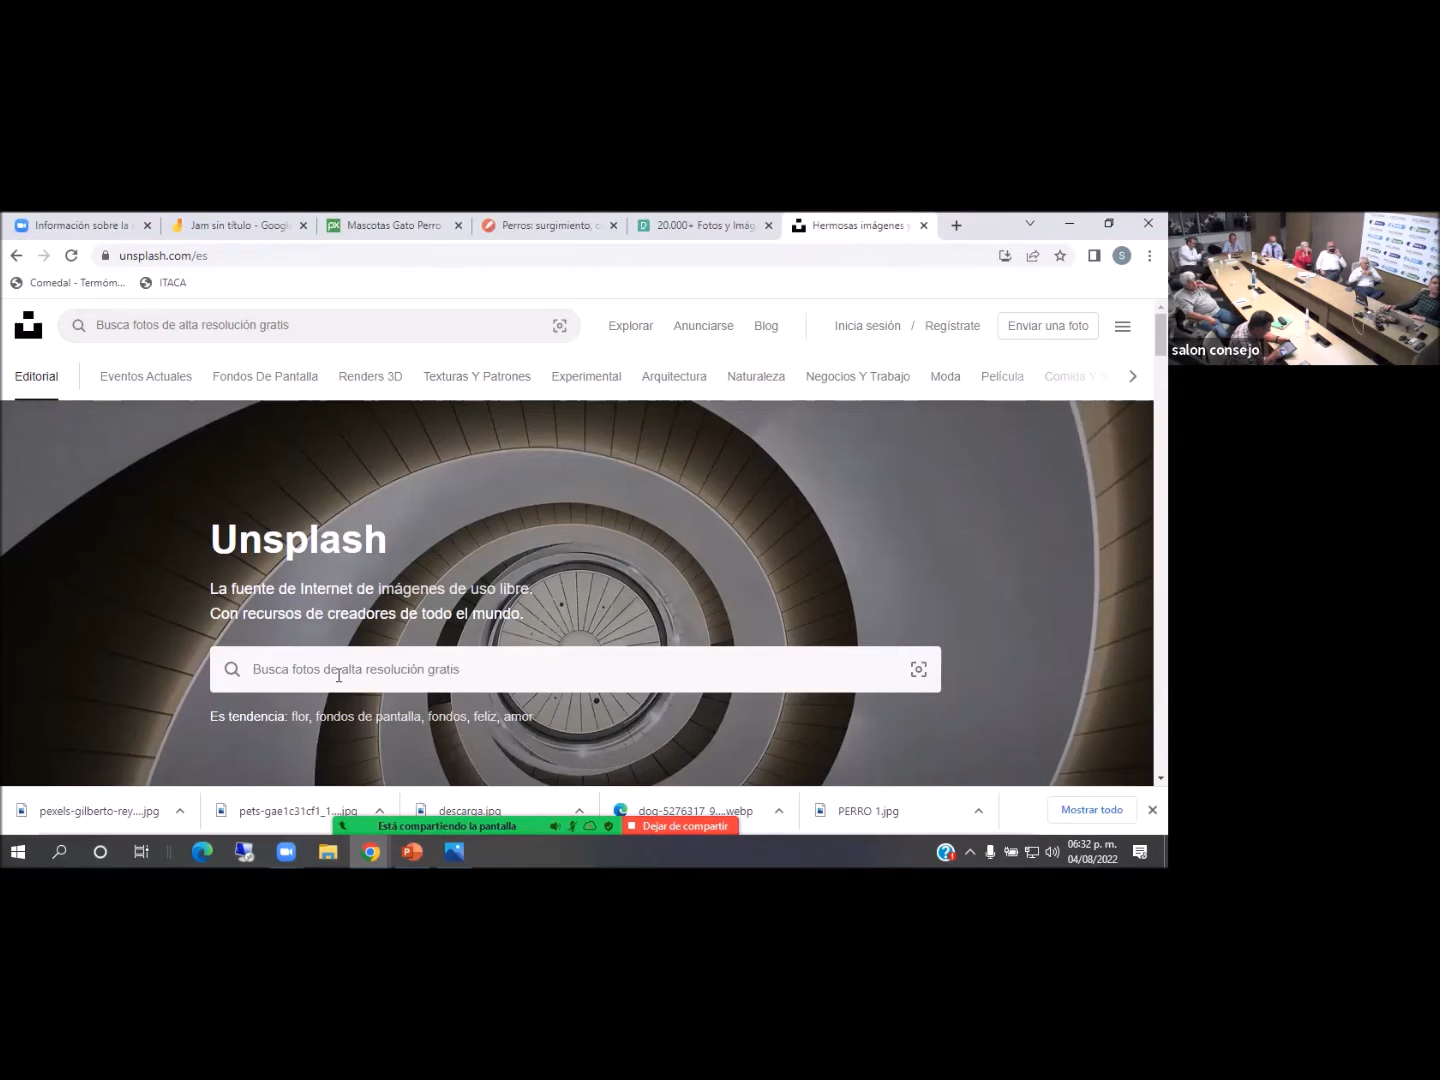 Información sobre la
Jam sin título - Googl
Mascotas Gato Perro
Perros: surgimiento, c
20.000+ Fotos y Imág
Hermosas imágenes y
unsplash.com/es
S
Comedal - Termóm...
ITACA
Busca fotos de alta resolución gratis
Explorar
Anunciarse
Blog
Inicia sesión / Regístrate
Enviar una foto
Editorial
Eventos Actuales
Fondos De Pantalla
Renders 3D
Texturas Y Patrones
Experimental
Arquitectura
Naturaleza
Negocios Y Trabajo
Moda
Película
Comida Y
salon consejo
Unsplash
La fuente de Internet de imágenes de uso libre.
Con recursos de creadores de todo el mundo.
Busca fotos de alta resolución gratis
Es tendencia: flor, fondos de pantalla, fondos, feliz, amor
pexels-gilberto-rey....jpg
pets-gae1c31cf1_1....jpg
descarga.jpg
dog-5276317_9....webp
PERRO 1.jpg
Mostrar todo
Está compartiendo la pantalla
Dejar de compartir
06:32 p. m.
04/08/2022